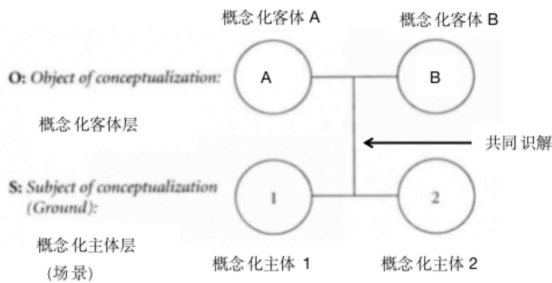 概念化客体 A
概念化客体 B
O: Object of conceptualization:
A
B
概念化客体层
共同识解
S: Subject of conceptualization
(Ground):
1
2
概念化主体层
(场景)
概念化主体 1
概念化主体 2